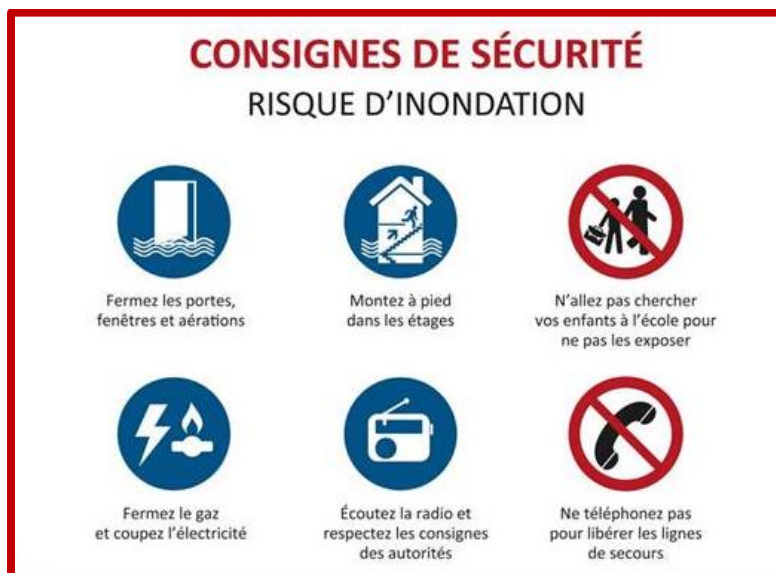 CONSIGNES DE SÉCURITÉ
RISQUE D'INONDATION
Fermez les portes,
fenêtres et aérations
Montez à pied
dans les étages
N'allez pas chercher
vos enfants à l'école pour
ne pas les exposer
Fermez le gaz
et coupez l'électricité
Écoutez la radio et
respectez les consignes
des autorités
Ne téléphonez pas
pour libérer les lignes
de secours